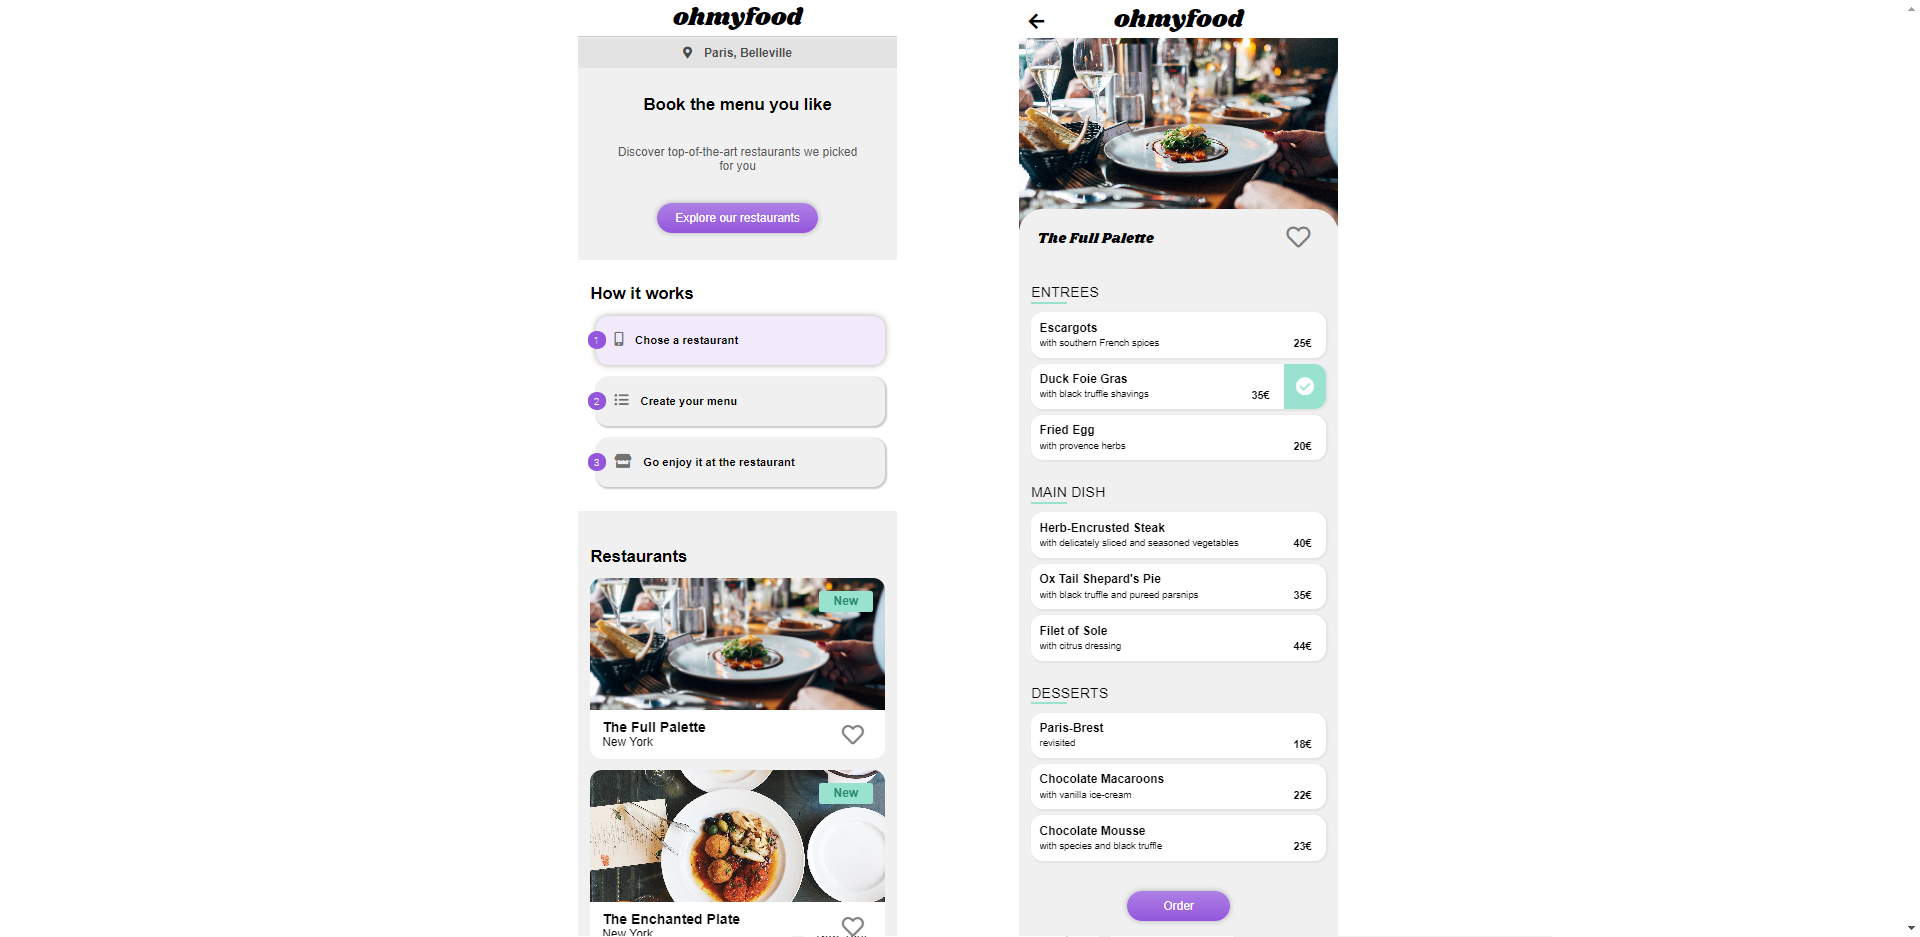 ohmyfood
Paris, Belleville
Book the menu you like
Discover top-of-the-art restaurants we picked
for you
Explore our restaurants
How it works
1 Chose a restaurant
2 Create your menu
3 Go enjoy it at the restaurant
Restaurants
New
The Full Palette
New York
New
The Enchanted Plate
New York
ohmyfood
The Full Palette
ENTREES
Escargots
with southern French spices 25€
Duck Foie Gras
with black truffle shavings 35€
Fried Egg
with provence herbs 20€
MAIN DISH
Herb-Encrusted Steak
with delicately sliced and seasoned vegetables 40€
Ox Tail Shepard's Pie
with black truffle and pureed parsnips 35€
Filet of Sole
with citrus dressing 44€
DESSERTS
Paris-Brest
revisited 18€
Chocolate Macaroons
with vanilla ice-cream 22€
Chocolate Mousse
with species and black truffle 23€
Order